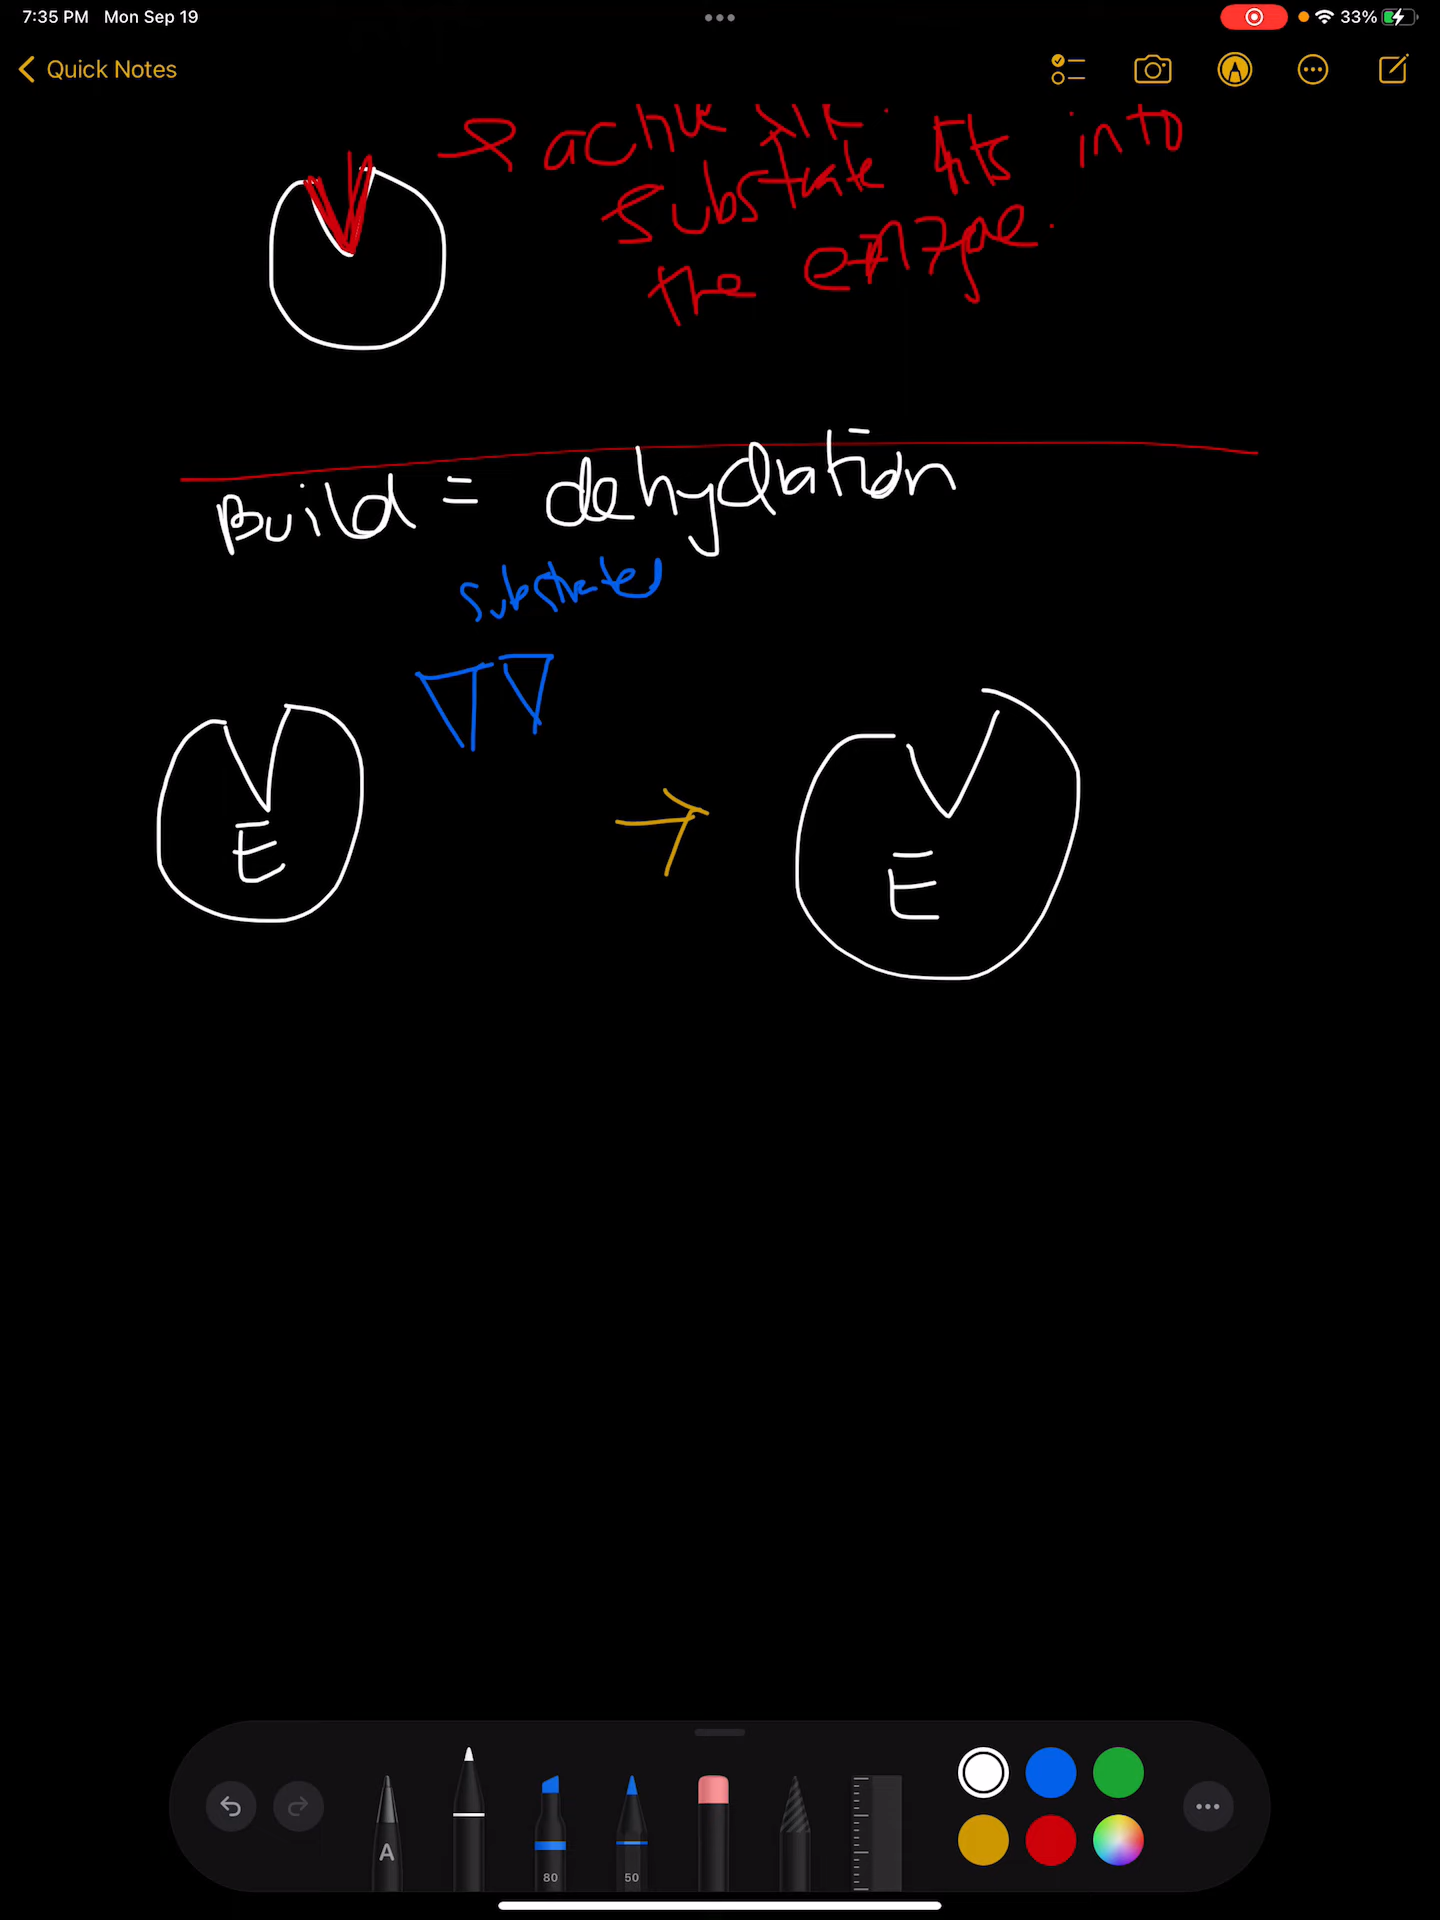 7:35 PM Mon Sep 19
33%
Quick Notes
active site.
substrate fits into
the enzyme.
Build = dehydration
substrates
E
E
A
80
50